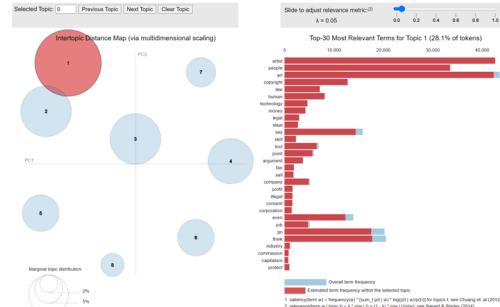 Selected Topic: 0 Previous Topic Next Topic Clear Topic
Slide to adjust relevance metric:(2)
λ = 0.05
0.0 0.2 0.4 0.6 0.8 1.0
Intertopic Distance Map (via multidimensional scaling)
PC2
PC1
1
2
3
4
5
6
7
8
Marginal topic distribution
2%
5%
Top-30 Most Relevant Terms for Topic 1 (28.1% of tokens)
0 10,000 20,000 30,000 40,000
artist
people
art
copyright
law
human
technology
money
legal
steal
say
skill
tool
point
argument
fair
sell
company
profit
illegal
consent
corporation
even
job
go
think
industry
commission
capitalism
protect
Overall term frequency
Estimated term frequency within the selected topic